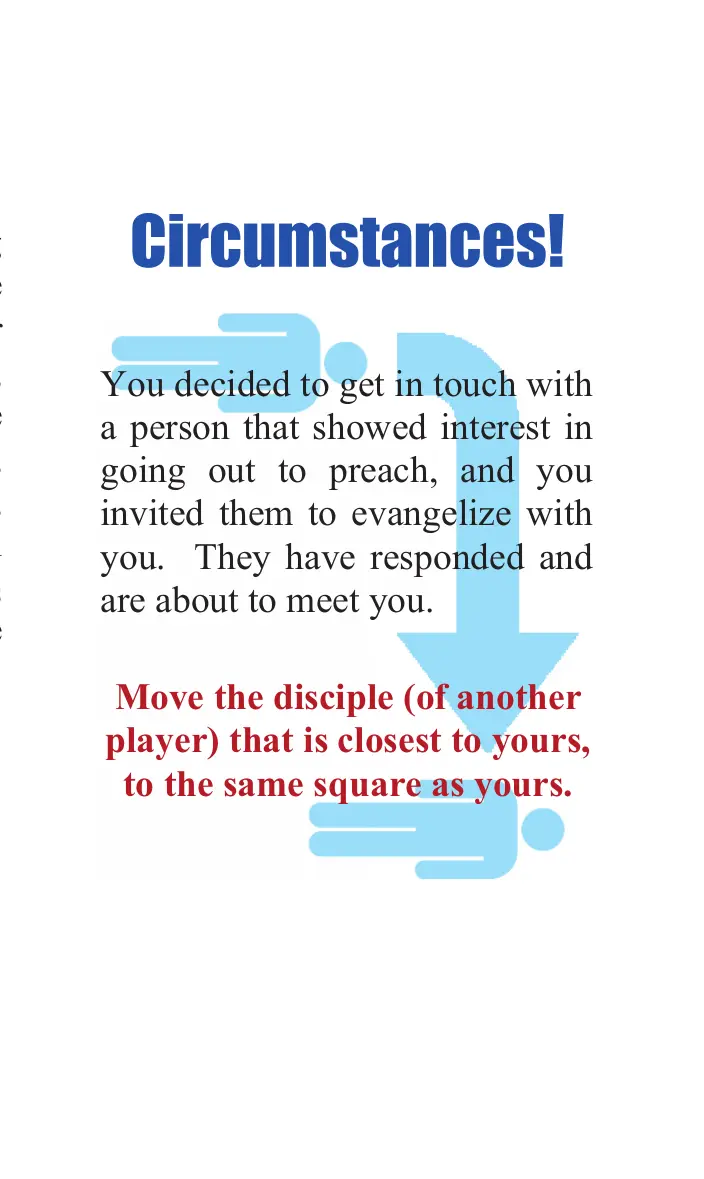 Circumstances!
You decided to get in touch with
a person that showed interest in
going out to preach, and you
invited them to evangelize with
you. They have responded and
are about to meet you.
Move the disciple (of another
player) that is closest to yours,
to the same square as yours.